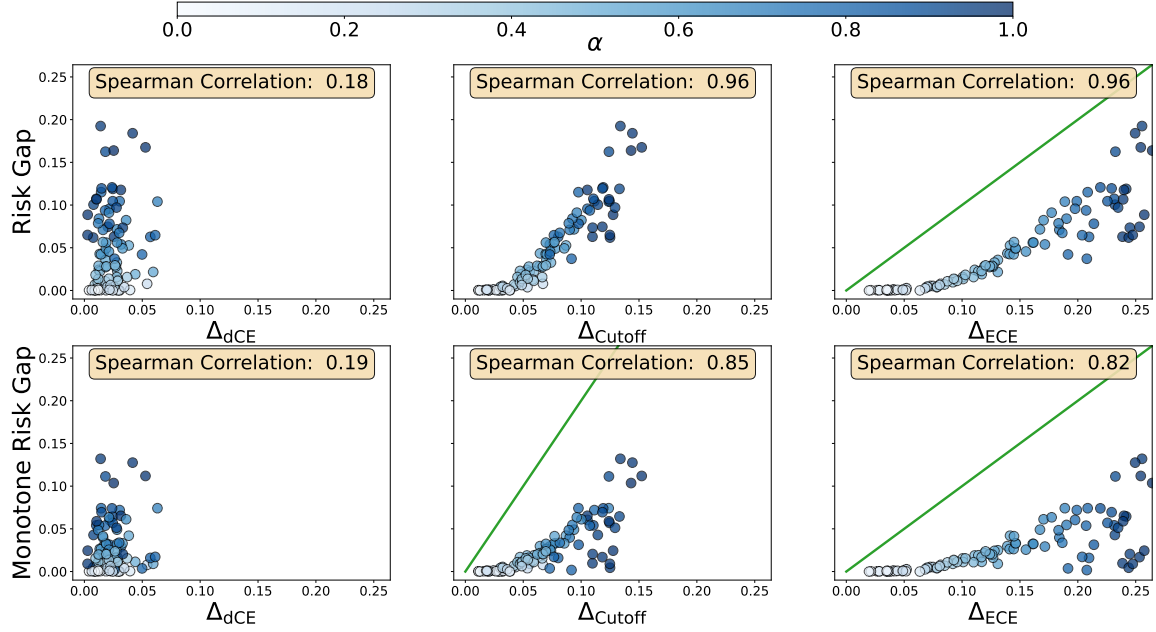 0.0 0.2 0.4 0.6 0.8 1.0
α
Spearman Correlation: 0.18
Spearman Correlation: 0.96
Spearman Correlation: 0.96
Risk Gap
0.25
0.20
0.15
0.10
0.05
0.00
0.00 0.05 0.10 0.15 0.20 0.25
0.00 0.05 0.10 0.15 0.20 0.25
0.00 0.05 0.10 0.15 0.20 0.25
Δ_dCE
Δ_Cutoff
Δ_ECE
Spearman Correlation: 0.19
Spearman Correlation: 0.85
Spearman Correlation: 0.82
Monotone Risk Gap
0.25
0.20
0.15
0.10
0.05
0.00
0.00 0.05 0.10 0.15 0.20 0.25
0.00 0.05 0.10 0.15 0.20 0.25
0.00 0.05 0.10 0.15 0.20 0.25
Δ_dCE
Δ_Cutoff
Δ_ECE